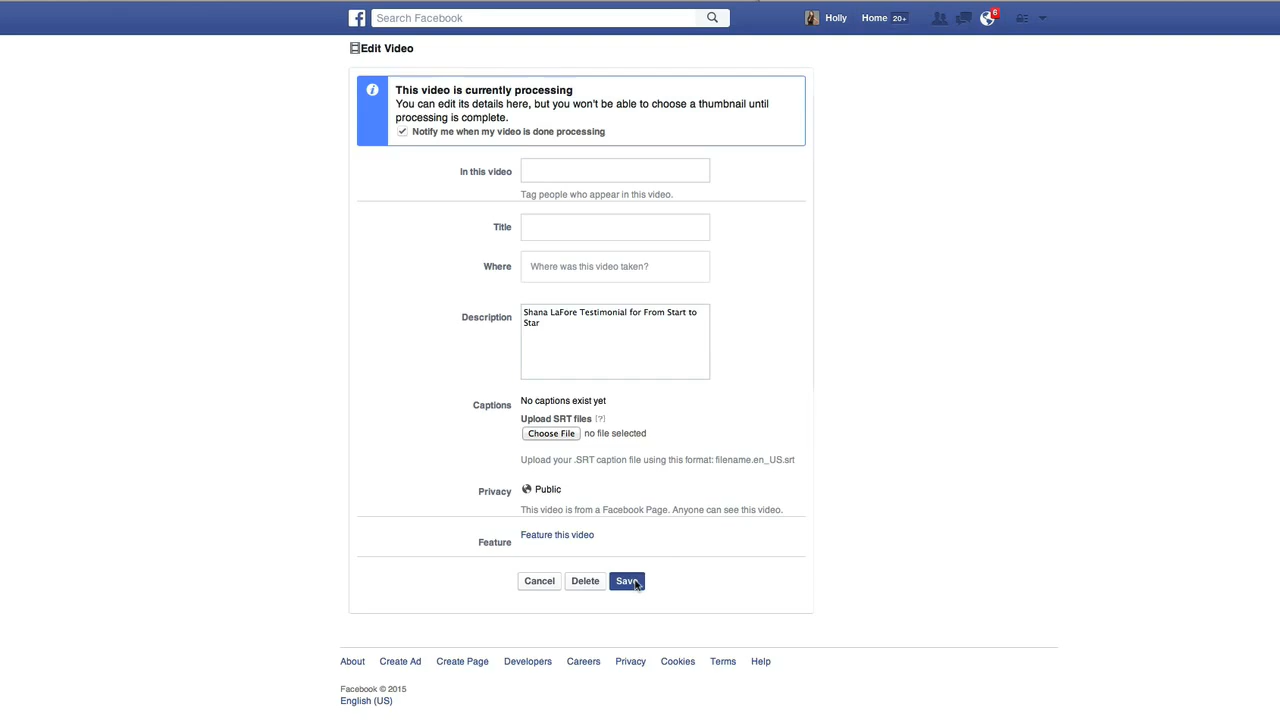 Search Facebook
Holly
Home 20+
6
Edit Video
This video is currently processing
You can edit its details here, but you won't be able to choose a thumbnail until
processing is complete.
Notify me when my video is done processing
In this video
Tag people who appear in this video.
Title
Where
Where was this video taken?
Description
Shana LaFore Testimonial for From Start to
Star
Captions
No captions exist yet
Upload SRT files [?]
Choose File no file selected
Upload your .SRT caption file using this format: filename.en_US.srt
Privacy
Public
This video is from a Facebook Page. Anyone can see this video.
Feature
Feature this video
Cancel Delete Save
About Create Ad Create Page Developers Careers Privacy Cookies Terms Help
Facebook © 2015
English (US)